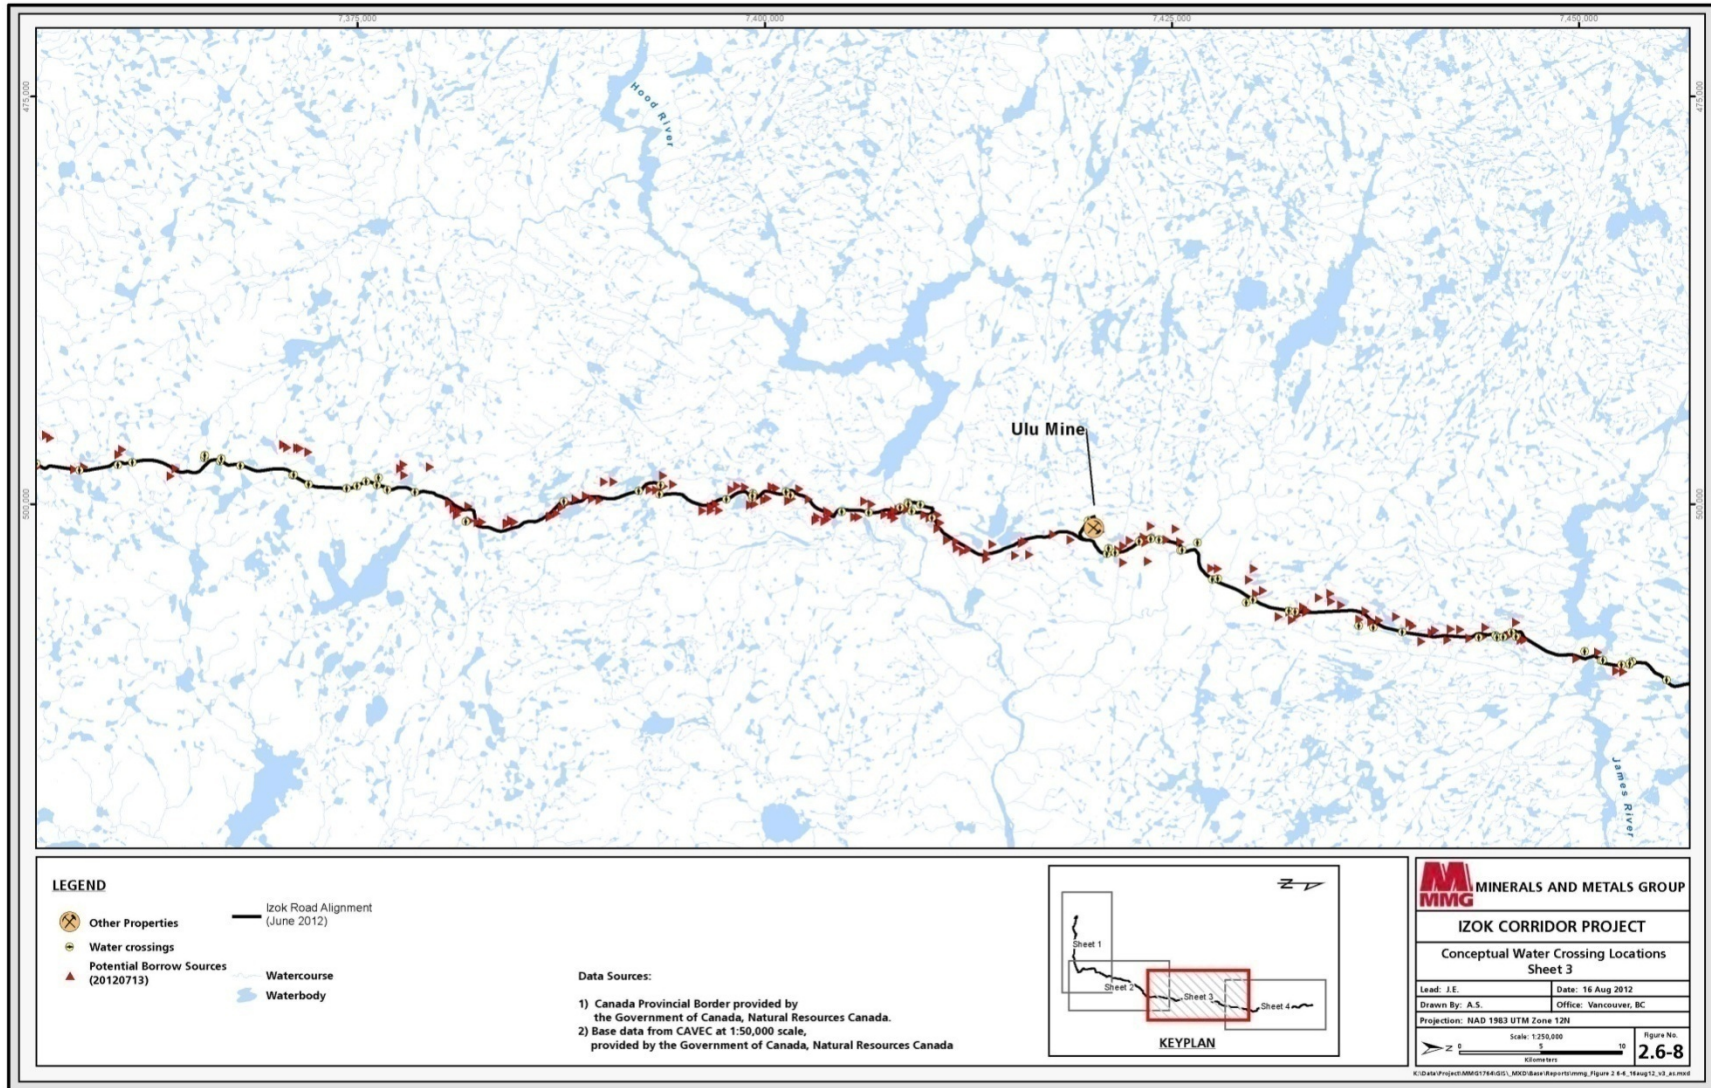 7,375,000
7,400,000
7,425,000
7,450,000
475,000
475,000
Hood River
Ulu Mine
500,000
500,000
James River
LEGEND
Other Properties
Water crossings
Potential Borrow Sources
(20120713)
Izok Road Alignment
(June 2012)
Watercourse
Waterbody
Data Sources:
1) Canada Provincial Border provided by
the Government of Canada, Natural Resources Canada.
2) Base data from CAVEC at 1:50,000 scale,
provided by the Government of Canada, Natural Resources Canada
Z
Sheet 1
Sheet 2
Sheet 3
Sheet 4
KEYPLAN
MMG
MINERALS AND METALS GROUP
IZOK CORRIDOR PROJECT
Conceptual Water Crossing Locations
Sheet 3
Lead: J.E.
Date: 16 Aug 2012
Drawn By: A.S.
Office: Vancouver, BC
Projection: NAD 1983 UTM Zone 12N
Scale: 1:250,000
Z
0 5 10
Kilometers
Figure No.
2.6-8